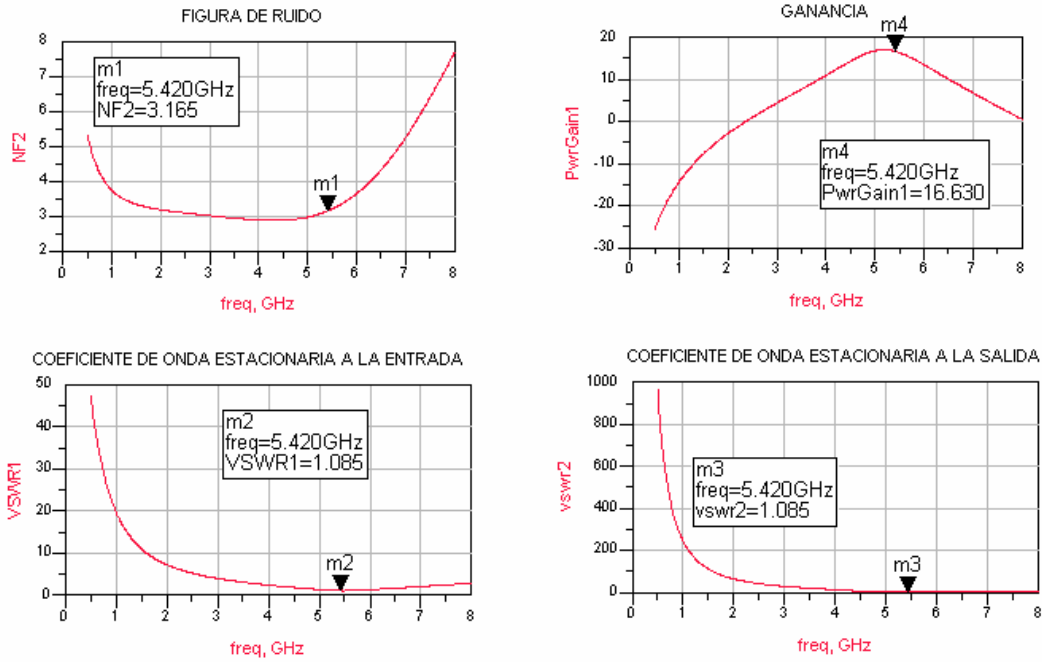 FIGURA DE RUIDO
8
7
6
5
4
3
2
NF2
m1
freq=5.420GHz
NF2=3.165
m1
0 1 2 3 4 5 6 7 8
freq, GHz
GANANCIA
20
10
0
-10
-20
-30
PwrGain1
m4
m4
freq=5.420GHz
PwrGain1=16.630
0 1 2 3 4 5 6 7 8
freq, GHz
COEFICIENTE DE ONDA ESTACIONARIA A LA ENTRADA
50
40
30
20
10
0
VSWR1
m2
freq=5.420GHz
VSWR1=1.085
m2
0 1 2 3 4 5 6 7 8
freq, GHz
COEFICIENTE DE ONDA ESTACIONARIA A LA SALIDA
1000
800
600
400
200
0
vswr2
m3
freq=5.420GHz
vswr2=1.085
m3
0 1 2 3 4 5 6 7 8
freq, GHz